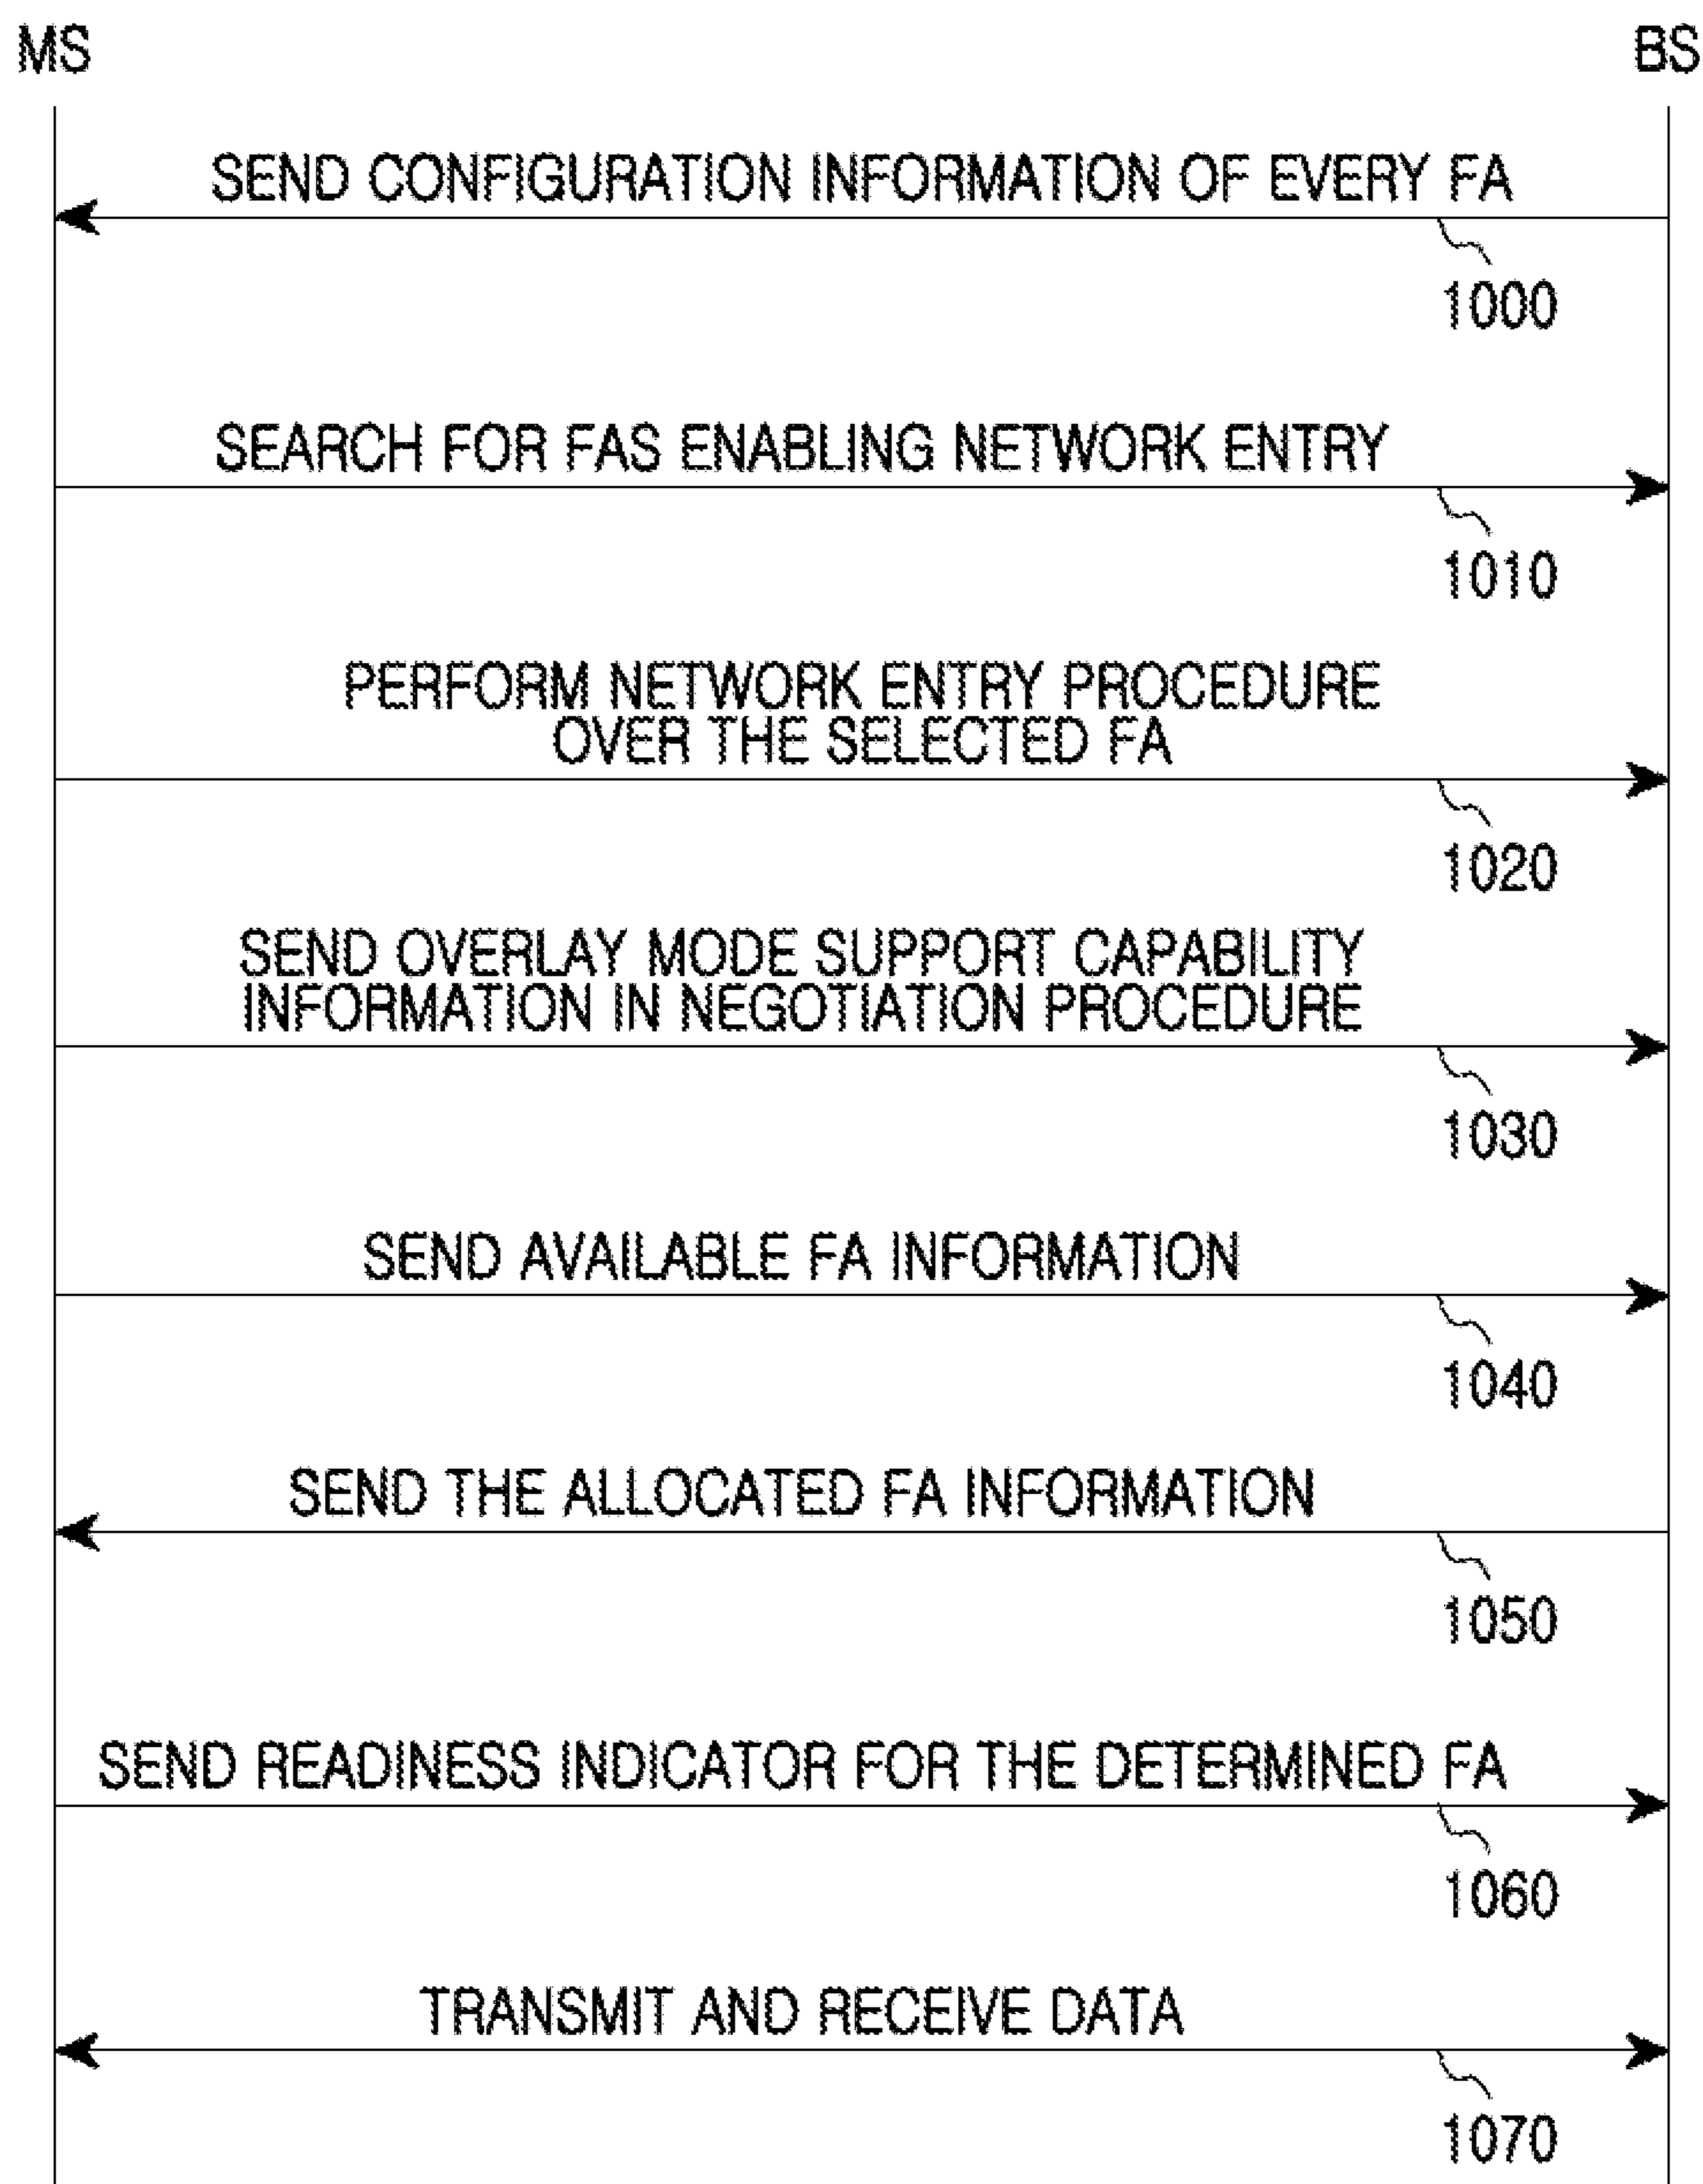 MS
BS
SEND CONFIGURATION INFORMATION OF EVERY FA
1000
SEARCH FOR FAS ENABLING NETWORK ENTRY
1010
PERFORM NETWORK ENTRY PROCEDURE
OVER THE SELECTED FA
1020
SEND OVERLAY MODE SUPPORT CAPABILITY
INFORMATION IN NEGOTIATION PROCEDURE
1030
SEND AVAILABLE FA INFORMATION
1040
SEND THE ALLOCATED FA INFORMATION
1050
SEND READINESS INDICATOR FOR THE DETERMINED FA
1060
TRANSMIT AND RECEIVE DATA
1070